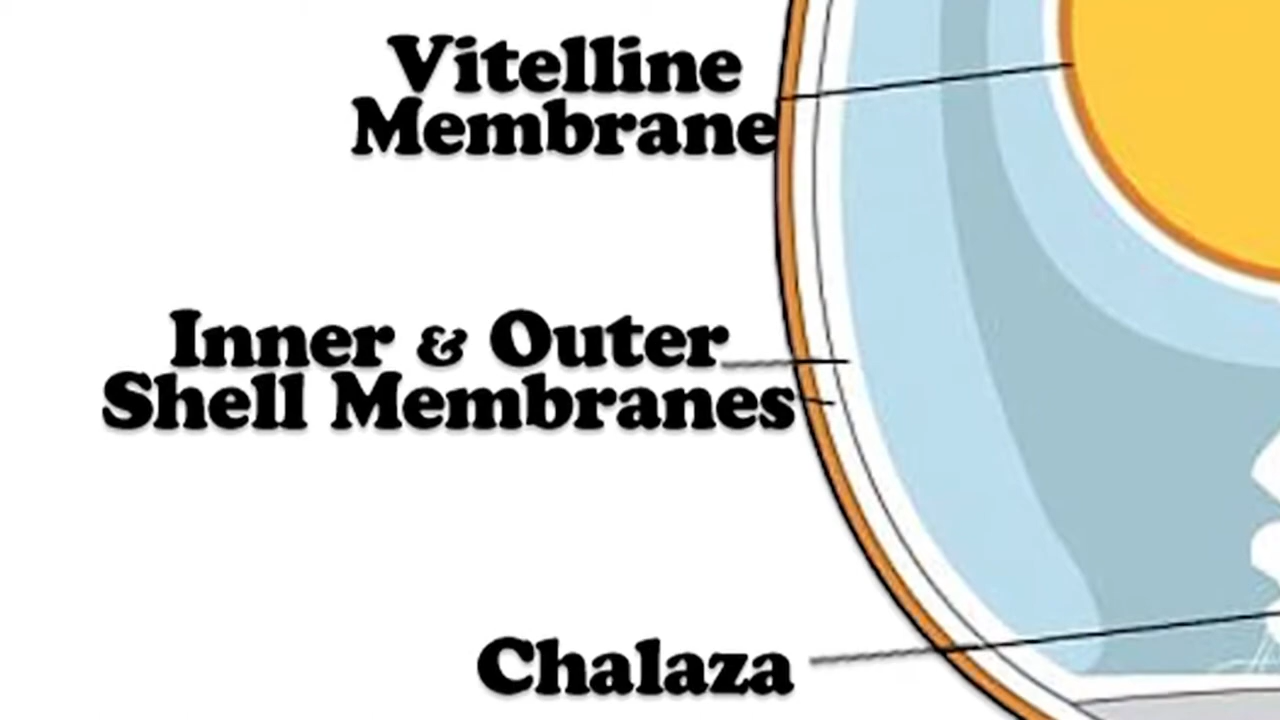 Vitelline
Membrane
Inner & Outer
Shell Membranes
Chalaza